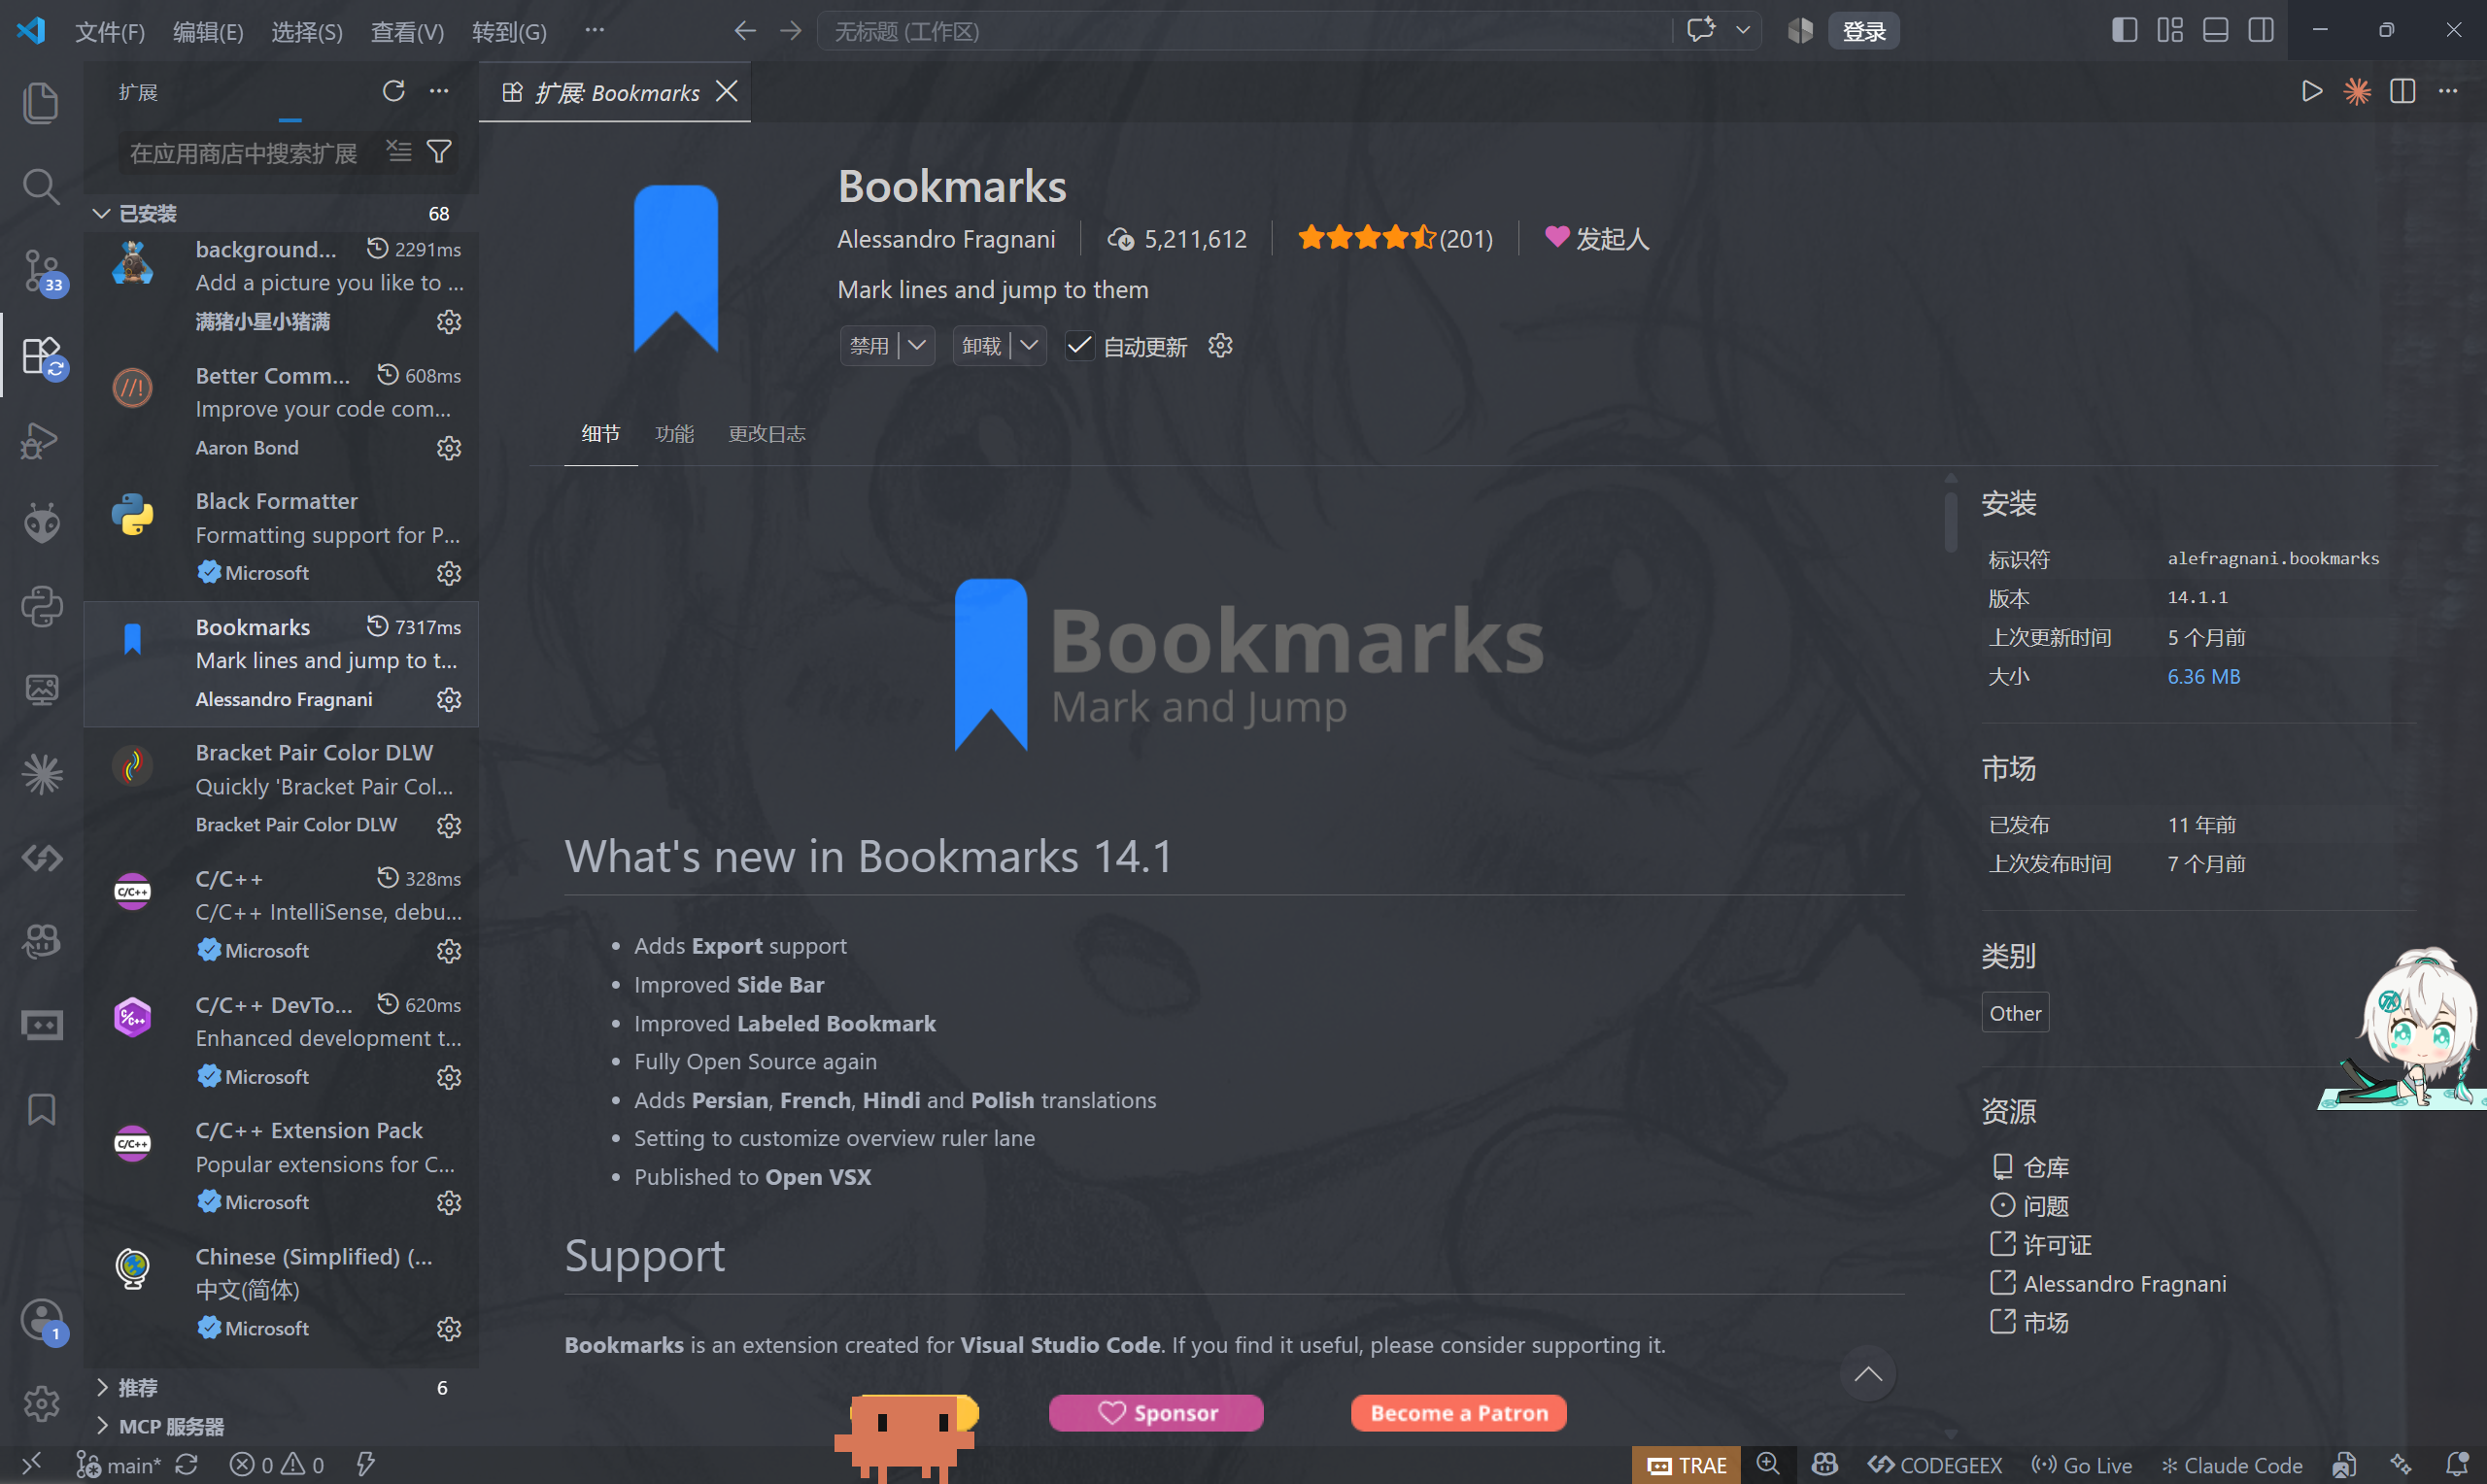 文件(F) 编辑(E) 选择(S) 查看(V) 转到(G) ··· 无标题 (工作区) 登录
扩展
扩展: Bookmarks
在应用商店中搜索扩展
已安装 68
background... 2291ms
Add a picture you like to ...
满猪小星小猪满
Better Comm... 608ms
Improve your code com...
Aaron Bond
Black Formatter
Formatting support for P...
Microsoft
Bookmarks 7317ms
Mark lines and jump to t...
Alessandro Fragnani
Bracket Pair Color DLW
Quickly 'Bracket Pair Col...
Bracket Pair Color DLW
C/C++ 328ms
C/C++ IntelliSense, debu...
Microsoft
C/C++ DevTo... 620ms
Enhanced development t...
Microsoft
C/C++ Extension Pack
Popular extensions for C...
Microsoft
Chinese (Simplified) (...
中文(简体)
Microsoft
推荐 6
MCP 服务器
33
1
Bookmarks
Alessandro Fragnani 5,211,612 (201) 发起人
Mark lines and jump to them
禁用 卸载 自动更新
细节 功能 更改日志
Bookmarks
Mark and Jump
What's new in Bookmarks 14.1
• Adds Export support
• Improved Side Bar
• Improved Labeled Bookmark
• Fully Open Source again
• Adds Persian, French, Hindi and Polish translations
• Setting to customize overview ruler lane
• Published to Open VSX
Support
Bookmarks is an extension created for Visual Studio Code. If you find it useful, please consider supporting it.
Sponsor Become a Patron
安装
标识符 alefragnani.bookmarks
版本 14.1.1
上次更新时间 5 个月前
大小 6.36 MB
市场
已发布 11 年前
上次发布时间 7 个月前
类别
Other
资源
仓库
问题
许可证
Alessandro Fragnani
市场
main* 0 0 TRAE CODEGEEX Go Live Claude Code